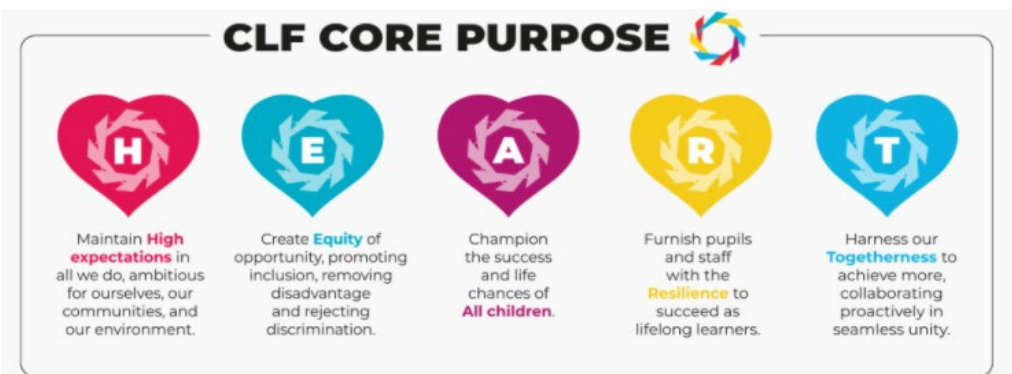 CLF CORE PURPOSE
H
E
A
R
T
Maintain High
expectations in
all we do, ambitious
for ourselves, our
communities, and
our environment.
Create Equity of
opportunity, promoting
inclusion, removing
disadvantage
and rejecting
discrimination.
Champion
the success
and life
chances of
All children.
Furnish pupils
and staff
with the
Resilience to
succeed as
lifelong learners.
Harness our
Togetherness to
achieve more,
collaborating
proactively in
seamless unity.